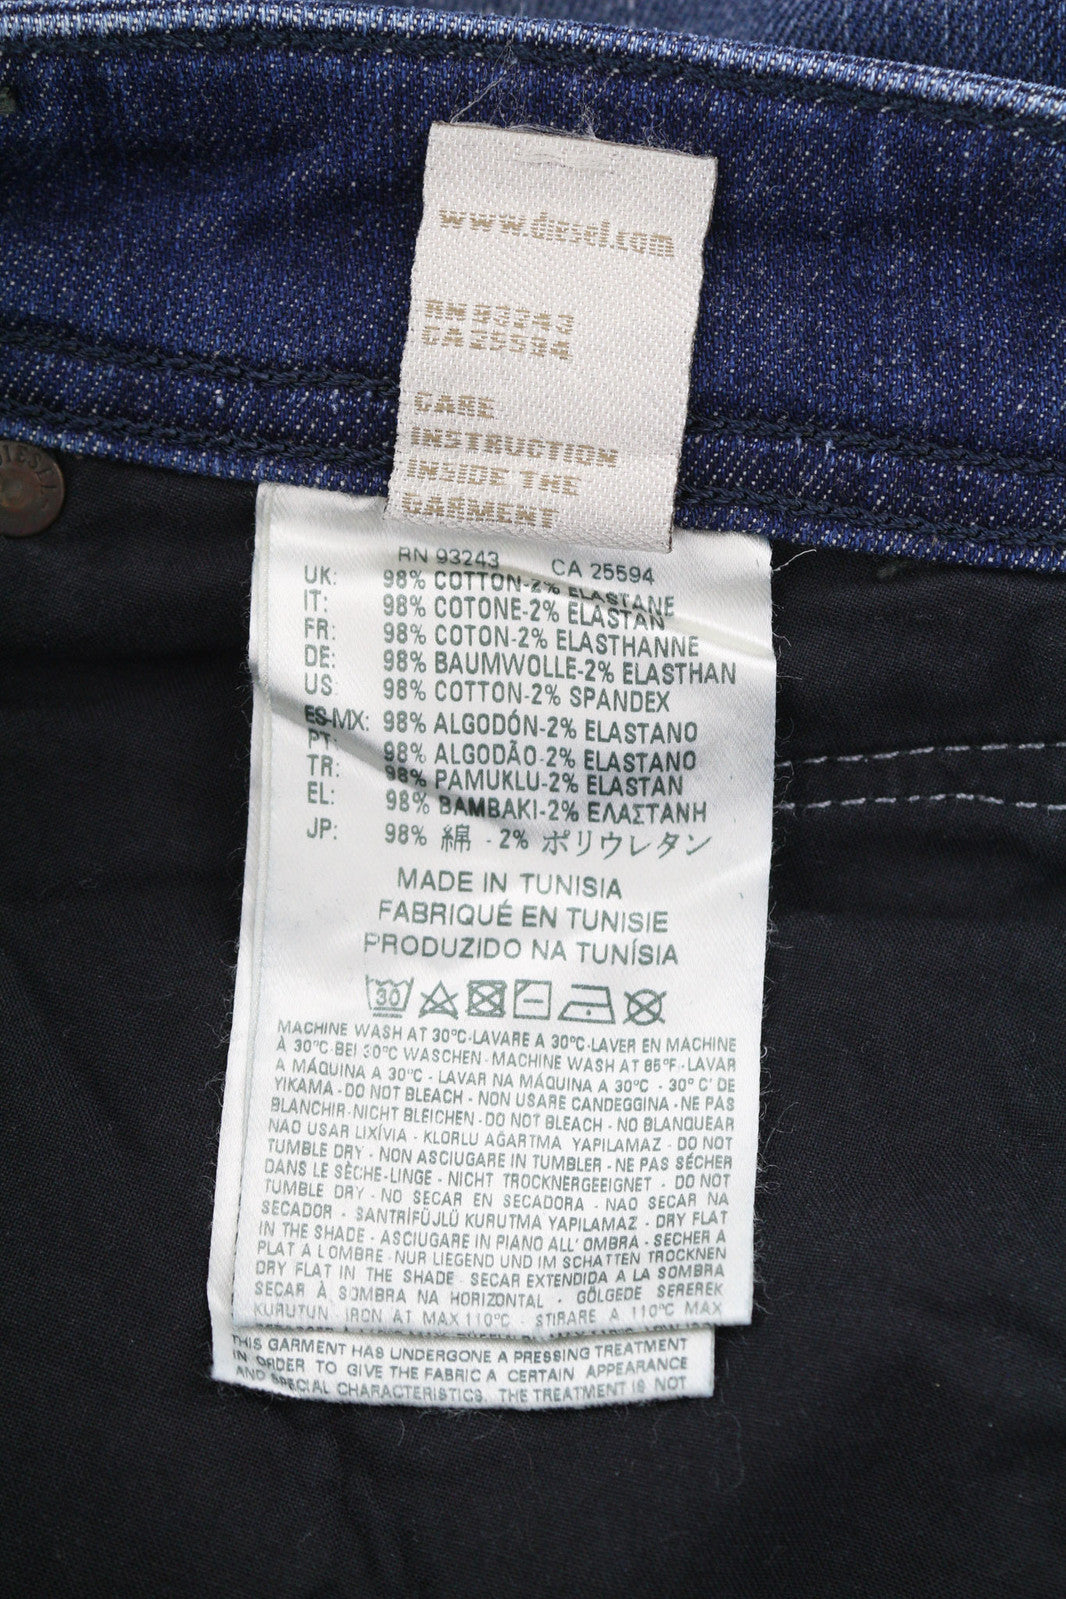 www.diesel.com
RN 93243
CA 25594
CARE
INSTRUCTION
INSIDE THE
GARMENT
DIESEL
RN 93243 CA 25594
UK: 98% COTTON-2% ELASTANE
IT: 98% COTONE-2% ELASTAN
FR: 98% COTON-2% ELASTHANNE
DE: 98% BAUMWOLLE-2% ELASTHAN
US: 98% COTTON-2% SPANDEX
ES-MX: 98% ALGODÓN-2% ELASTANO
PT: 98% ALGODÃO-2% ELASTANO
TR: 98% PAMUKLU-2% ELASTAN
EL: 98% BAMBAKI-2% ΕΛΑΣΤΑΝΗ
JP: 98% 綿 - 2% ポリウレタン
MADE IN TUNISIA
FABRIQUÉ EN TUNISIE
PRODUZIDO NA TUNÍSIA
30
MACHINE WASH AT 30°C-LAVARE A 30°C-LAVER EN MACHINE
À 30°C-BEI 30°C WASCHEN - MACHINE WASH AT 85°F-LAVAR
A MÁQUINA A 30°C - LAVAR NA MÁQUINA A 30°C - 30° C' DE
YIKAMA - DO NOT BLEACH - NON USARE CANDEGGINA - NE PAS
BLANCHIR-NICHT BLEICHEN - DO NOT BLEACH - NO BLANQUEAR
NAO USAR LIXÍVIA - KLORLU AĞARTMA YAPILAMAZ - DO NOT
TUMBLE DRY - NON ASCIUGARE IN TUMBLER - NE PAS SÉCHER
DANS LE SÈCHE-LINGE - NICHT TROCKNERGEEIGNET - DO NOT
TUMBLE DRY - NO SECAR EN SECADORA - NAO SECAR NA
SECADOR - SANTRİFÜJLÜ KURUTMA YAPILAMAZ - DRY FLAT
IN THE SHADE - ASCIUGARE IN PIANO ALL' OMBRA - SECHER A
PLAT A L OMBRE - NUR LIEGEND UND IM SCHATTEN TROCKNEN
DRY FLAT IN THE SHADE - SECAR EXTENDIDA A LA SOMBRA
SECAR À SOMBRA NA HORIZONTAL - GÖLGEDE SEREREK
KURUTUN - IRON AT MAX 110°C - STIRARE A 110°C MAX
THIS GARMENT HAS UNDERGONE A PRESSING TREATMENT
IN ORDER TO GIVE THE FABRIC A CERTAIN APPEARANCE
AND SPECIAL CHARACTERISTICS. THE TREATMENT IS NOT